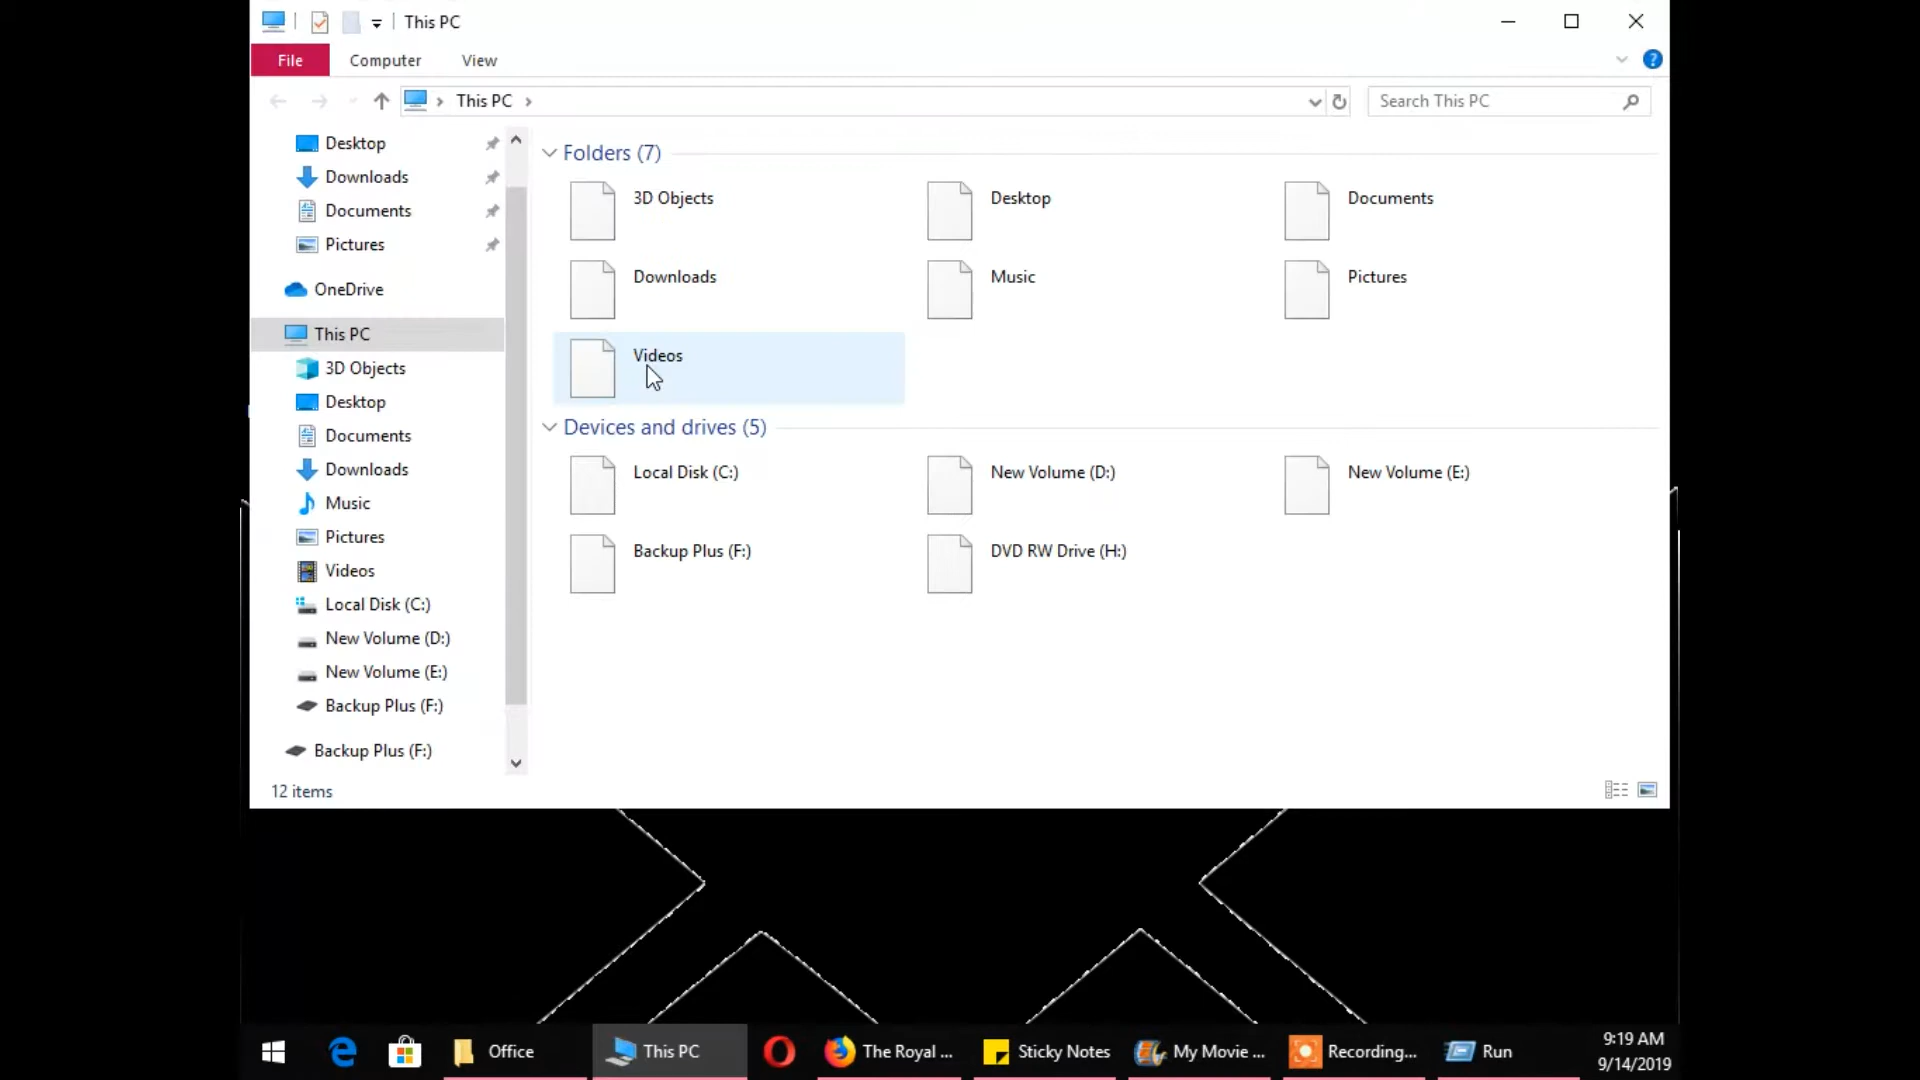 This PC
File Computer View
This PC
Search This PC
Desktop
Downloads
Documents
Pictures
OneDrive
This PC
3D Objects
Desktop
Documents
Downloads
Music
Pictures
Videos
Local Disk (C:)
New Volume (D:)
New Volume (E:)
Backup Plus (F:)
Backup Plus (F:)
Folders (7)
3D Objects Desktop Documents
Downloads Music Pictures
Videos
Devices and drives (5)
Local Disk (C:) New Volume (D:) New Volume (E:)
Backup Plus (F:) DVD RW Drive (H:)
12 items
Office This PC The Royal ... Sticky Notes My Movie ... Recording... Run
9:19 AM
9/14/2019